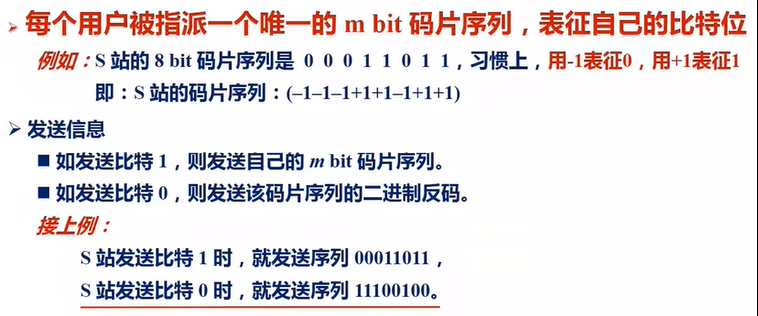 ➢ 每个用户被指派一个唯一的 m bit 码片序列，表征自己的比特位
例如：S 站的 8 bit 码片序列是 0 0 0 1 1 0 1 1，习惯上，用-1表征0，用+1表征1
即：S 站的码片序列：(–1–1–1+1+1–1+1+1)
➢ 发送信息
■ 如发送比特 1，则发送自己的 m bit 码片序列。
■ 如发送比特 0，则发送该码片序列的二进制反码。
接上例：
S 站发送比特 1 时，就发送序列 00011011，
S 站发送比特 0 时，就发送序列 11100100。